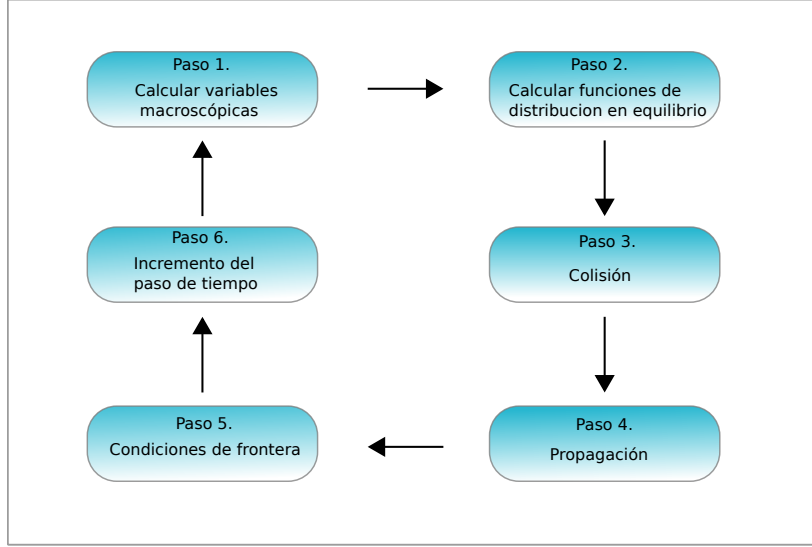 Paso 1.
Calcular variables
macroscópicas
Paso 2.
Calcular funciones de
distribucion en equilibrio
Paso 3.
Colisión
Paso 4.
Propagación
Paso 5.
Condiciones de frontera
Paso 6.
Incremento del
paso de tiempo